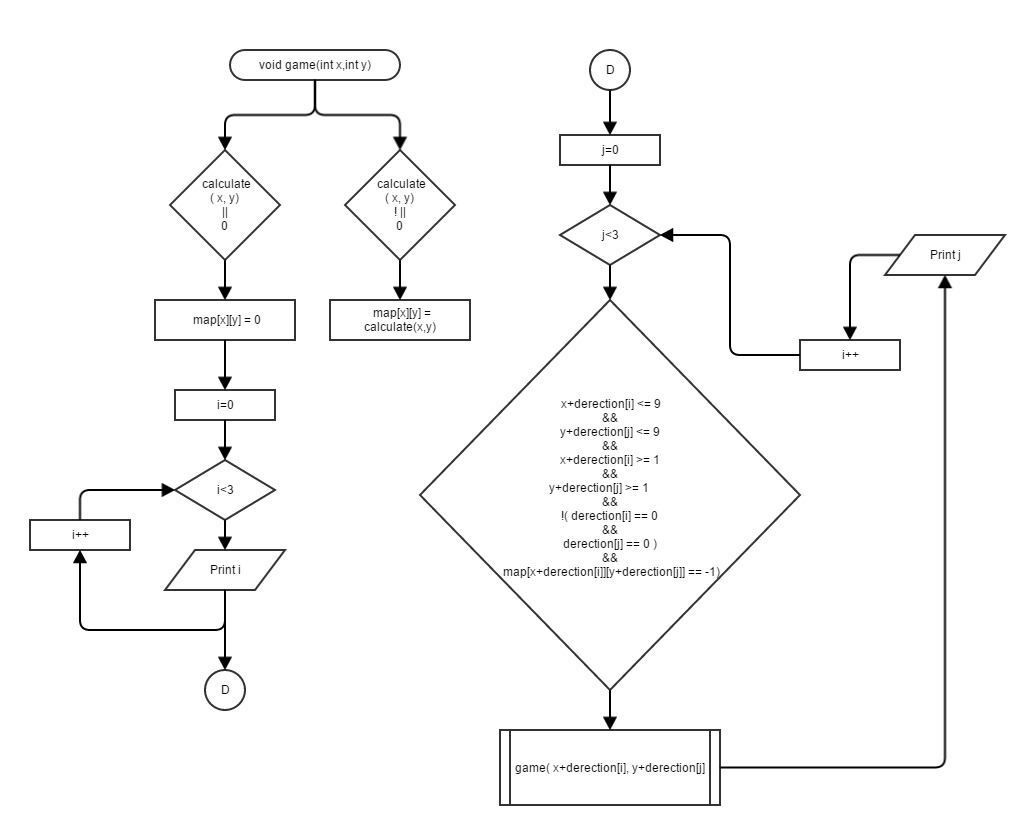 void game(int x,int y)
calculate
( x, y)
||
0
calculate
( x, y)
! ||
0
map[x][y] = 0
map[x][y] =
calculate(x,y)
i=0
i<3
i++
Print i
D
D
j=0
j<3
Print j
i++
x+derection[i] <= 9
&&
y+derection[j] <= 9
&&
x+derection[i] >= 1
&&
y+derection[j] >= 1
&&
!( derection[i] == 0
&&
derection[j] == 0 )
&&
map[x+derection[i]][y+derection[j]] == -1)
game( x+derection[i], y+derection[j]